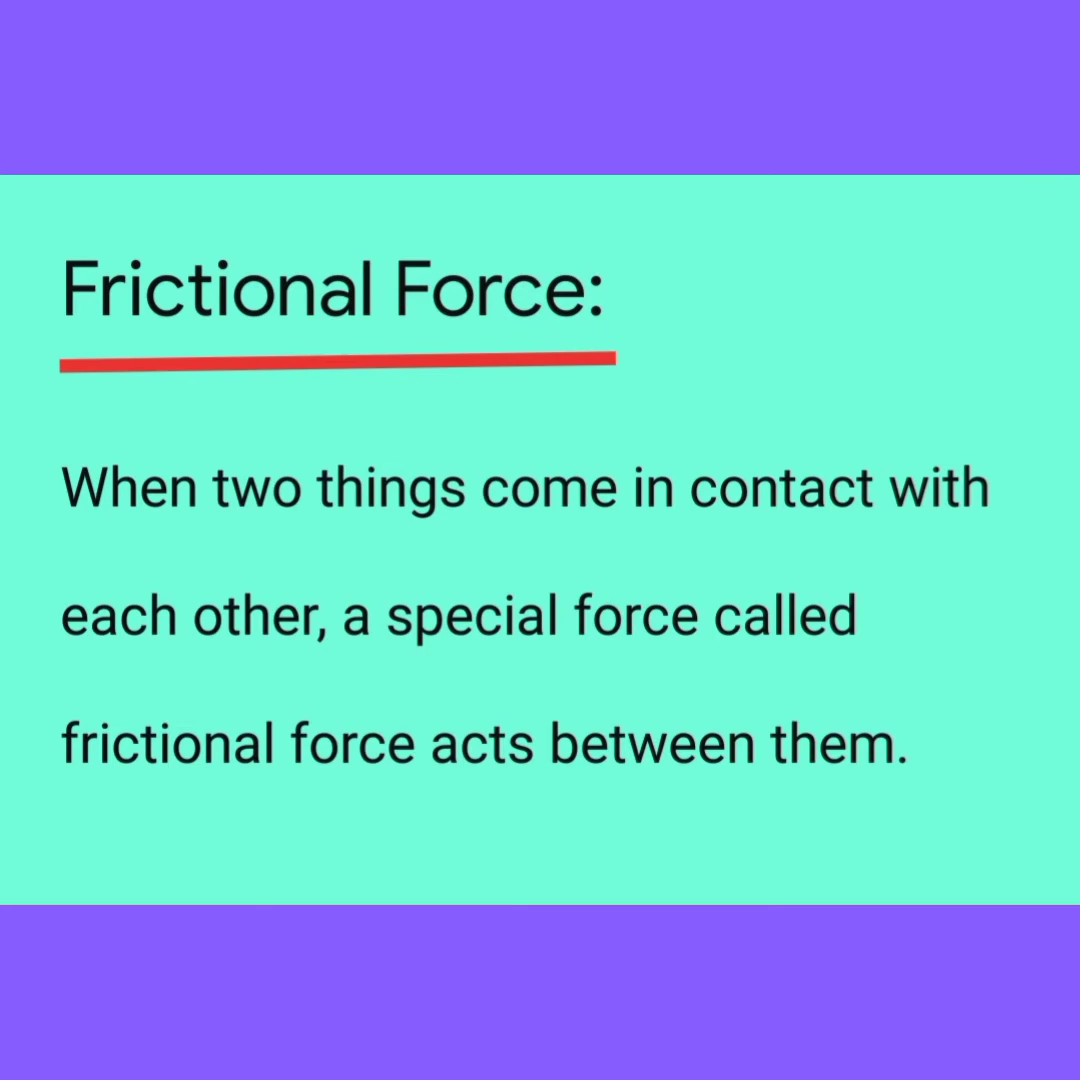 Frictional Force:
When two things come in contact with
each other, a special force called
frictional force acts between them.